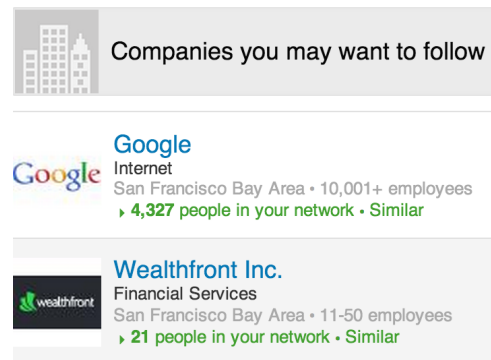 Companies you may want to follow
Google
Google
Internet
San Francisco Bay Area • 10,001+ employees
4,327 people in your network • Similar
wealthfront
Wealthfront Inc.
Financial Services
San Francisco Bay Area • 11-50 employees
21 people in your network • Similar